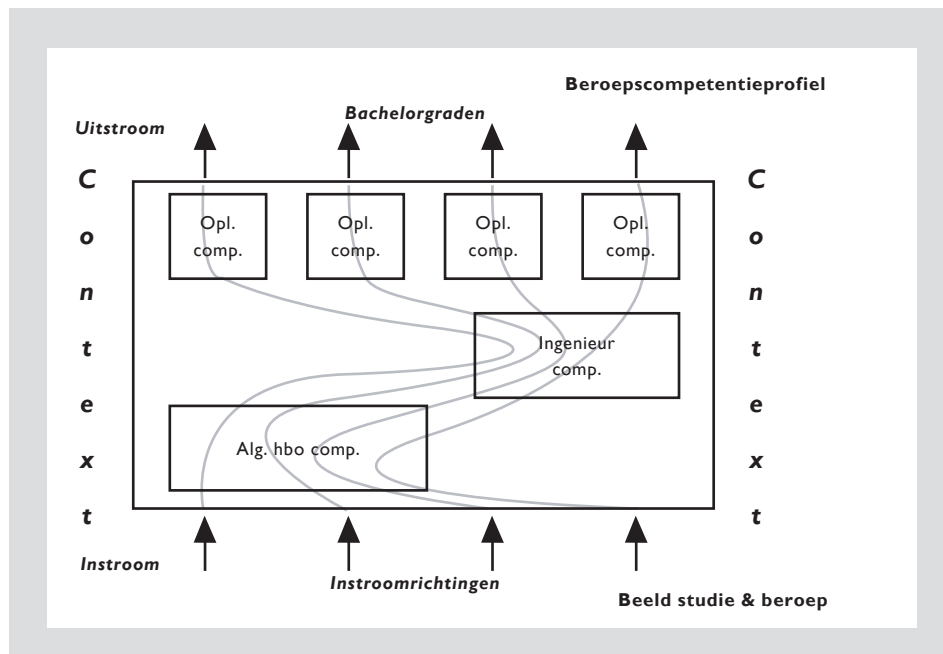 Beroepscompetentieprofiel
Bachelorgraden
Uitstroom
C
o
n
t
e
x
t
C
o
n
t
e
x
t
Opl.
comp.
Opl.
comp.
Opl.
comp.
Opl.
comp.
Ingenieur
comp.
Alg. hbo comp.
Instroom
Instroomrichtingen
Beeld studie & beroep